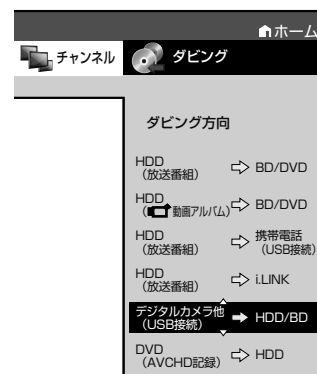 ホーム
チャンネル ダビング
ダビング方向
HDD
（放送番組） ⇨ BD/DVD
HDD
（動画アルバム） ⇨ BD/DVD
HDD
（放送番組） ⇨ 携帯電話
（USB接続）
HDD
（放送番組） ⇨ i.LINK
デジタルカメラ他
（USB接続） ➡ HDD/BD
DVD
（AVCHD記録） ⇨ HDD